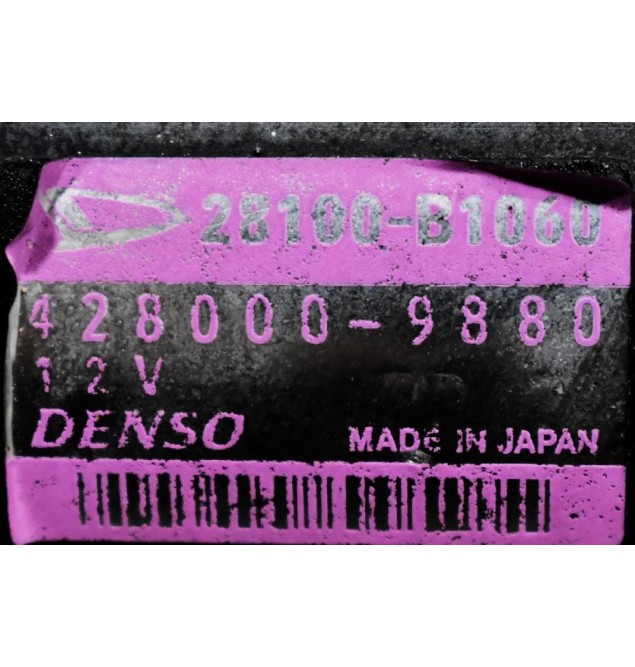 28100-B1060
428000-9880
12V
DENSO MADE IN JAPAN